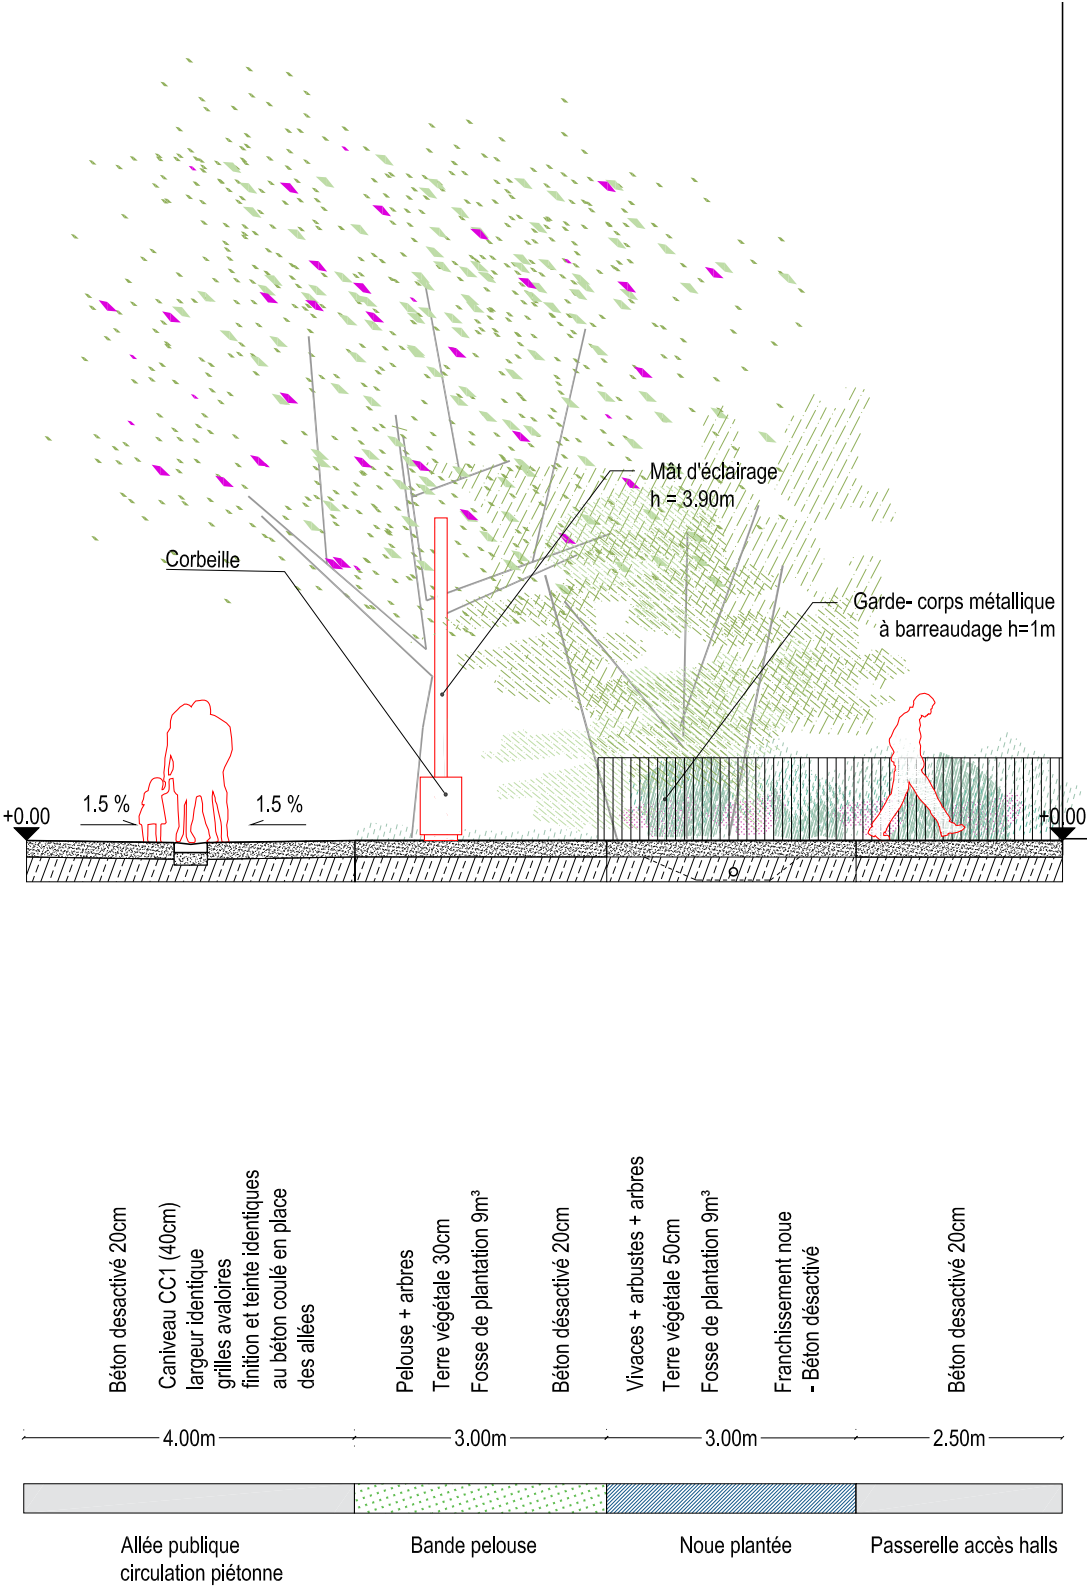 Mât d'éclairage
h = 3.90m
Corbeille
Garde- corps métallique
à barreaudage h=1m
+0.00
1.5 %
1.5 %
+0.00
Béton desactivé 20cm
Caniveau CC1 (40cm)
largeur identique
grilles avaloires
finition et teinte identiques
au béton coulé en place
des allées
Pelouse + arbres
Terre végétale 30cm
Fosse de plantation 9m³
Béton désactivé 20cm
Vivaces + arbustes + arbres
Terre végétale 50cm
Fosse de plantation 9m³
Franchissement noue
- Béton désactivé
Béton desactivé 20cm
4.00m
3.00m
3.00m
2.50m
Allée publique
circulation piétonne
Bande pelouse
Noue plantée
Passerelle accès halls